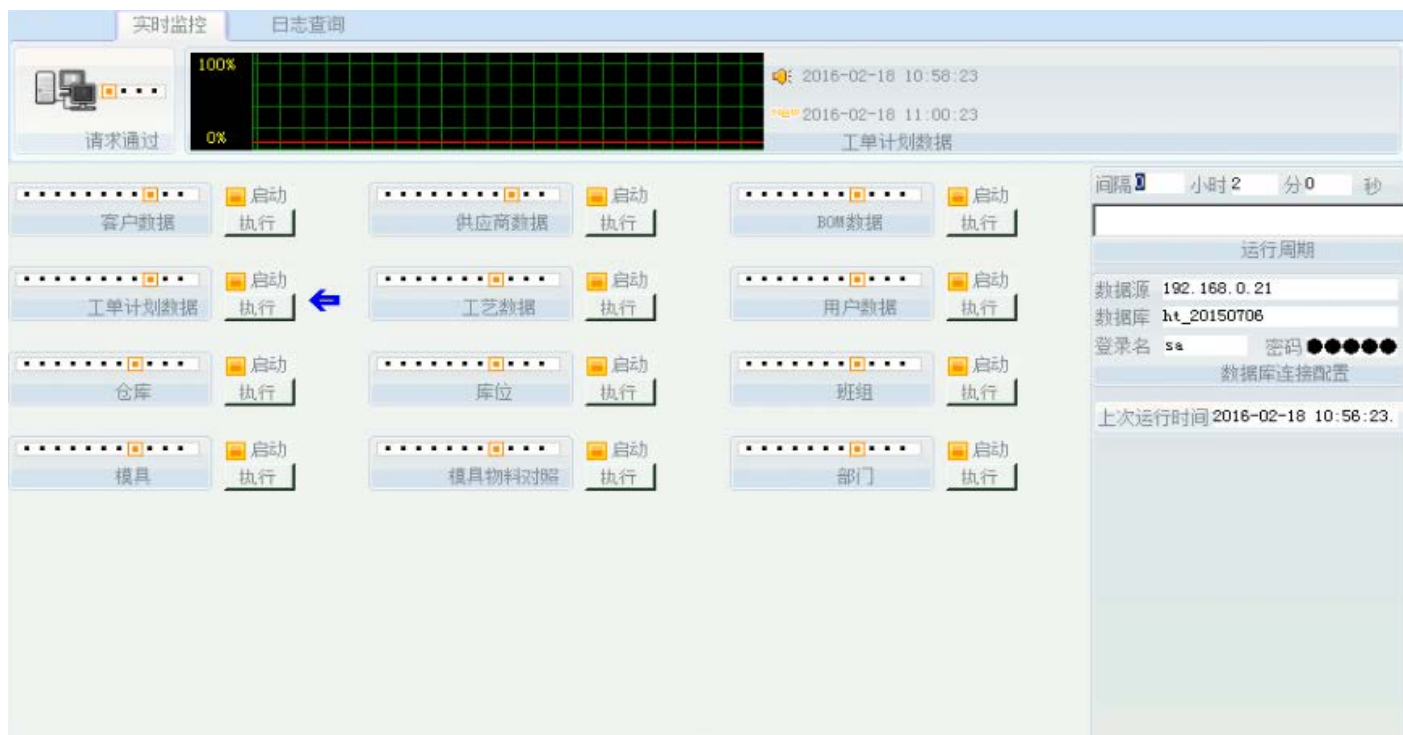 实时监控 日志查询
100%
2016-02-18 10:58:23
2016-02-18 11:00:23
请求通过 0% 工单计划数据
启动 启动 启动 间隔0 小时2 分0 秒
客户数据 执行 供应商数据 执行 BOM数据 执行
运行周期
启动 启动 启动
工单计划数据 执行 工艺数据 执行 用户数据 执行
数据源 192.168.0.21
数据库 ht_20150706
登录名 sa 密码●●●●●
启动 启动 启动
数据库连接配置
仓库 执行 库位 执行 班组 执行
上次运行时间 2016-02-18 10:56:23.
启动 启动 启动
模具 执行 模具物料对照 执行 部门 执行